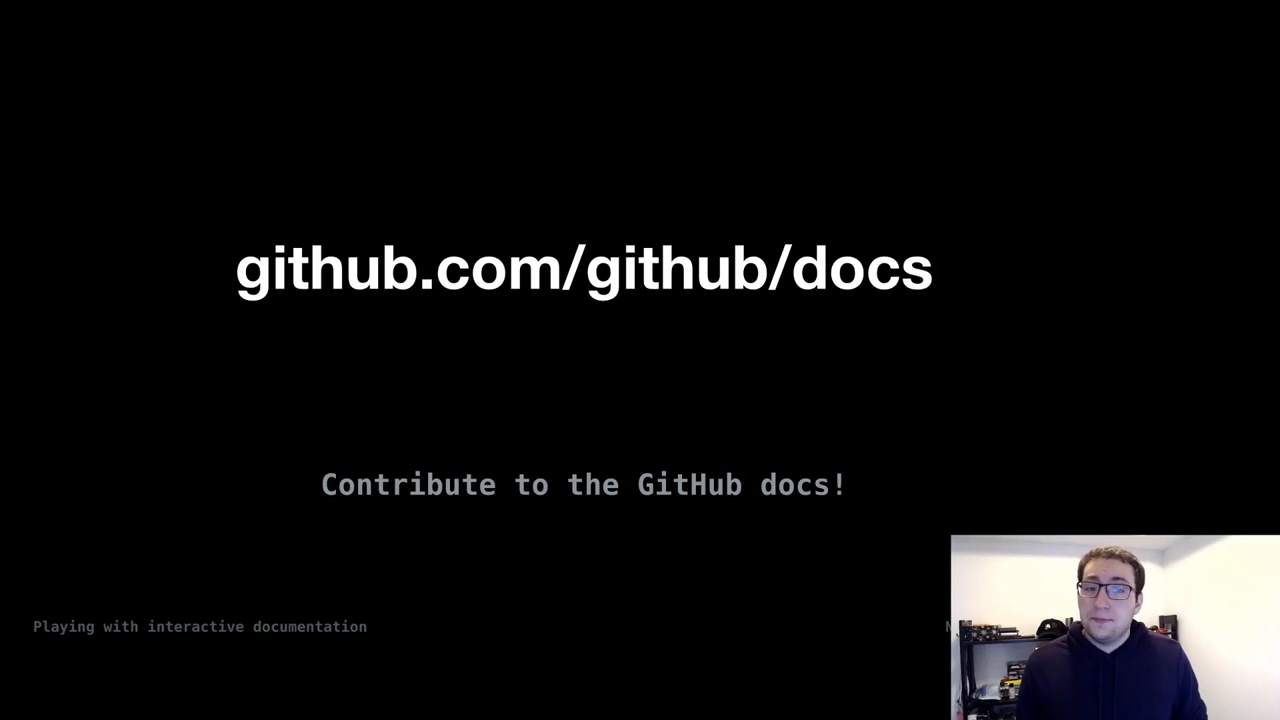 github.com/github/docs
Contribute to the GitHub docs!
Playing with interactive documentation